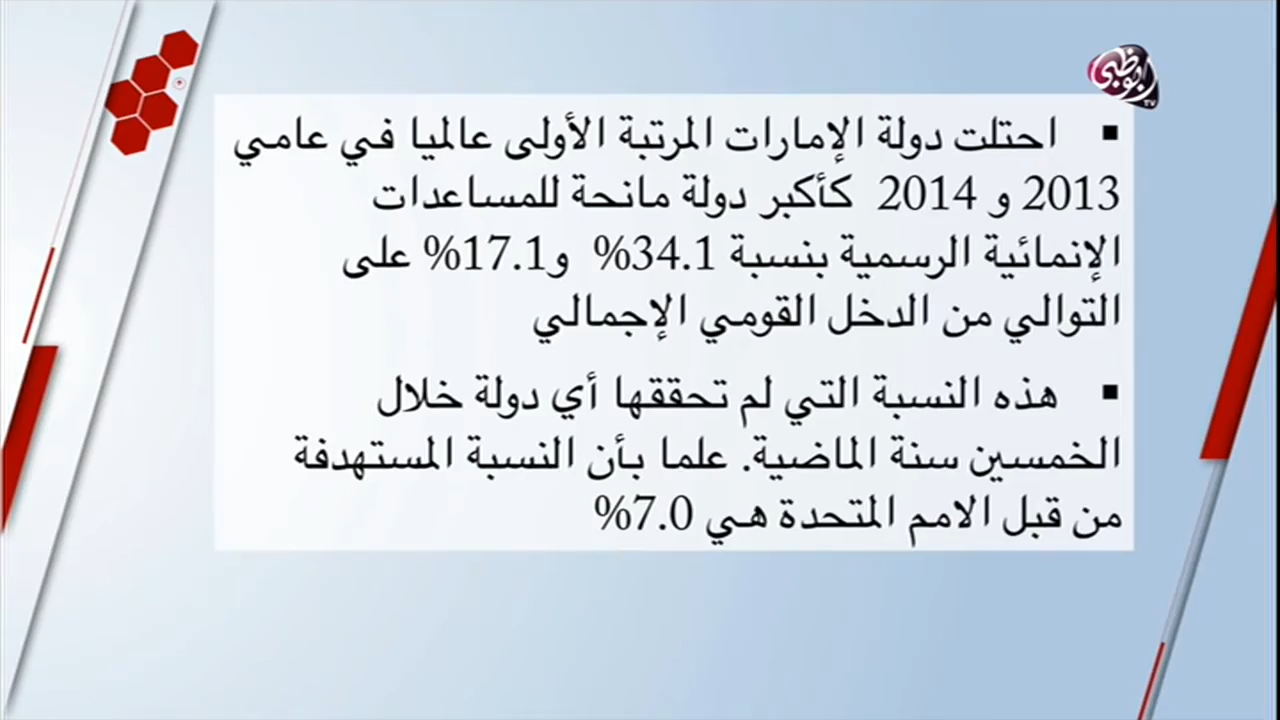 أبوظبي
TV
▪ احتلت دولة الإمارات المرتبة الأولى عالميا في عامي
2013 و 2014 كأكبر دولة مانحة للمساعدات
الإنمائية الرسمية بنسبة 34.1% و17.1% على
التوالي من الدخل القومي الإجمالي
▪ هذه النسبة التي لم تحققها أي دولة خلال
الخمسين سنة الماضية. علما بأن النسبة المستهدفة
من قبل الامم المتحدة هي 7.0%